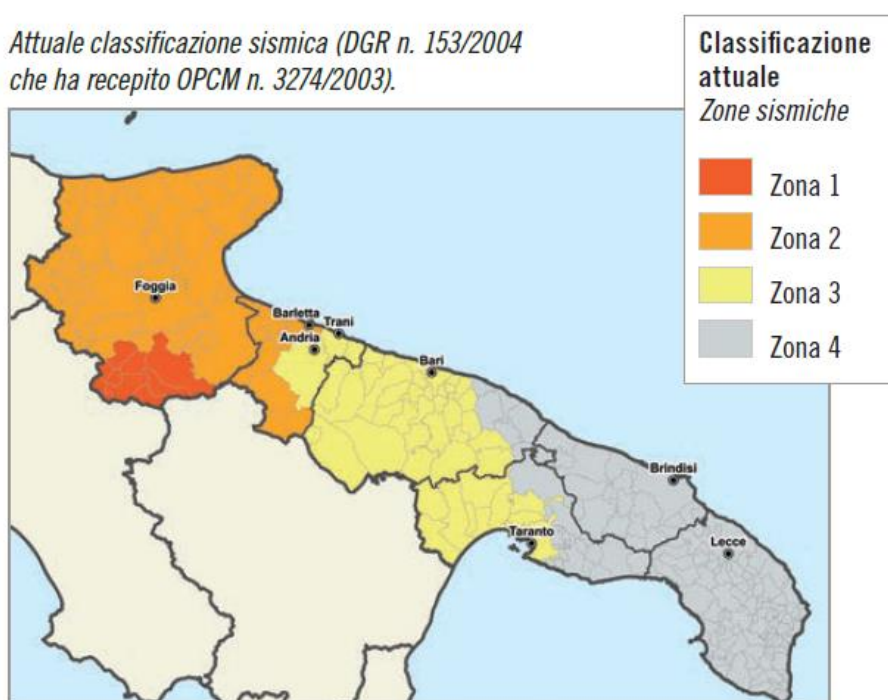 Attuale classificazione sismica (DGR n. 153/2004
che ha recepito OPCM n. 3274/2003).
Classificazione
attuale
Zone sismiche
Zona 1
Zona 2
Zona 3
Zona 4
Foggia
Barletta
Trani
Andria
Bari
Brindisi
Taranto
Lecce